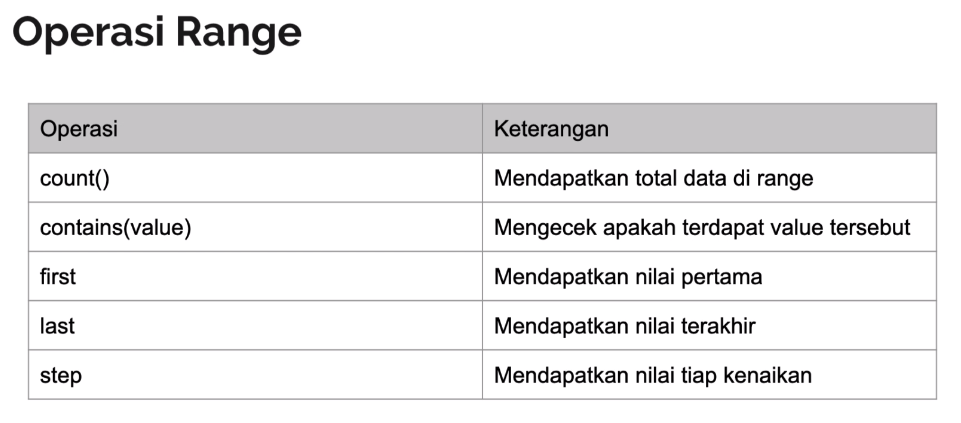 Operasi Range
Operasi Keterangan
count() Mendapatkan total data di range
contains(value) Mengecek apakah terdapat value tersebut
first Mendapatkan nilai pertama
last Mendapatkan nilai terakhir
step Mendapatkan nilai tiap kenaikan